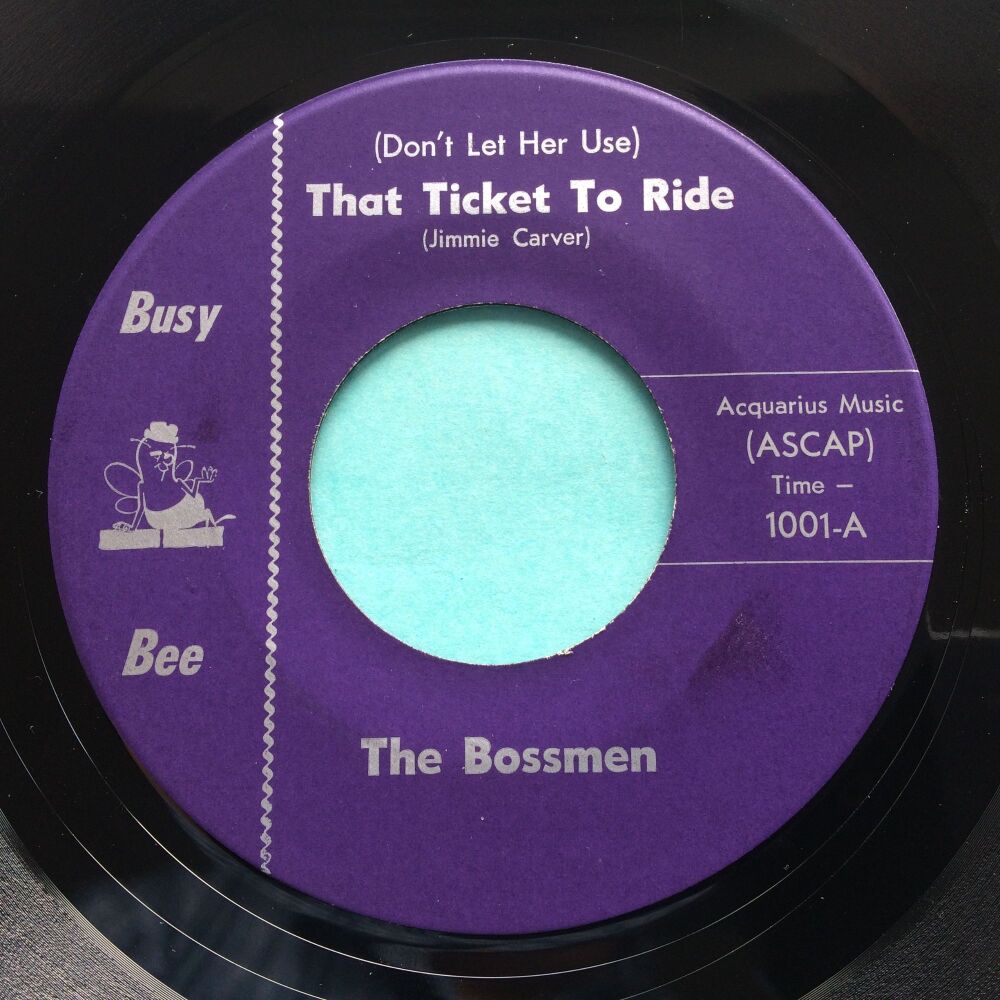 (Don't Let Her Use)
That Ticket To Ride
(Jimmie Carver)
Busy
Bee
Acquarius Music
(ASCAP)
Time –
1001-A
The Bossmen